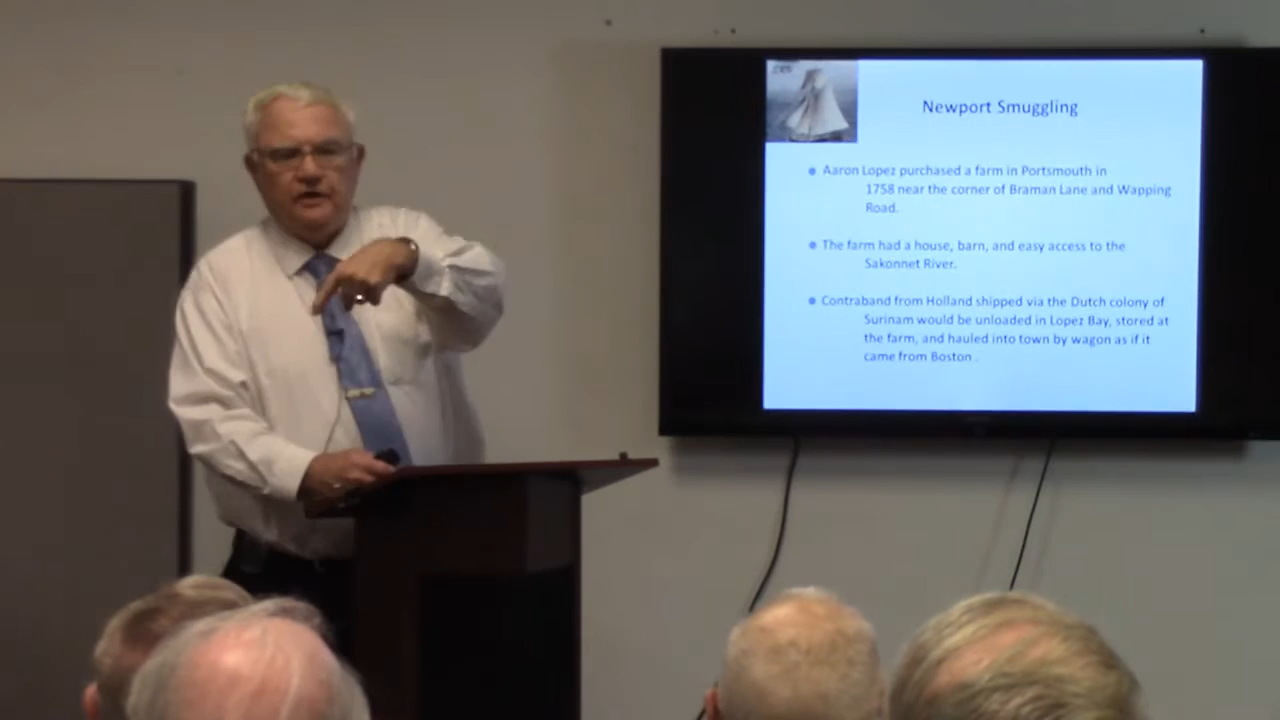 Newport Smuggling
Aaron Lopez purchased a farm in Portsmouth in
1758 near the corner of Braman Lane and Wapping
Road.
The farm had a house, barn, and easy access to the
Sakonnet River.
Contraband from Holland shipped via the Dutch colony of
Surinam would be unloaded in Lopez Bay, stored at
the farm, and hauled into town by wagon as if it
came from Boston .